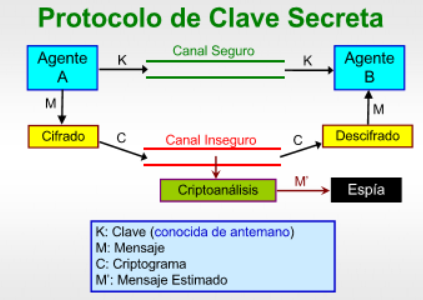 Protocolo de Clave Secreta
Agente
A
K
Canal Seguro
K
Agente
B
M
M
Cifrado
C
Canal Inseguro
C
Descifrado
Criptoanálisis
M'
Espía
K: Clave (conocida de antemano)
M: Mensaje
C: Criptograma
M': Mensaje Estimado